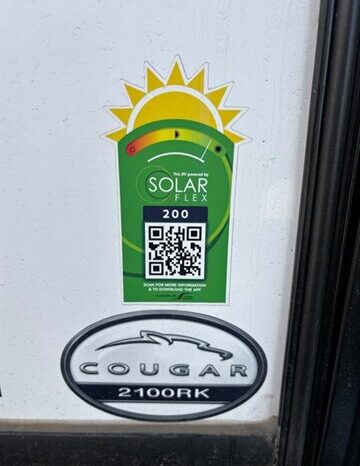 This RV powered by
SOLAR
FLEX
200
SCAN FOR MORE INFORMATION
& TO DOWNLOAD THE APP
COUGAR
2100RK